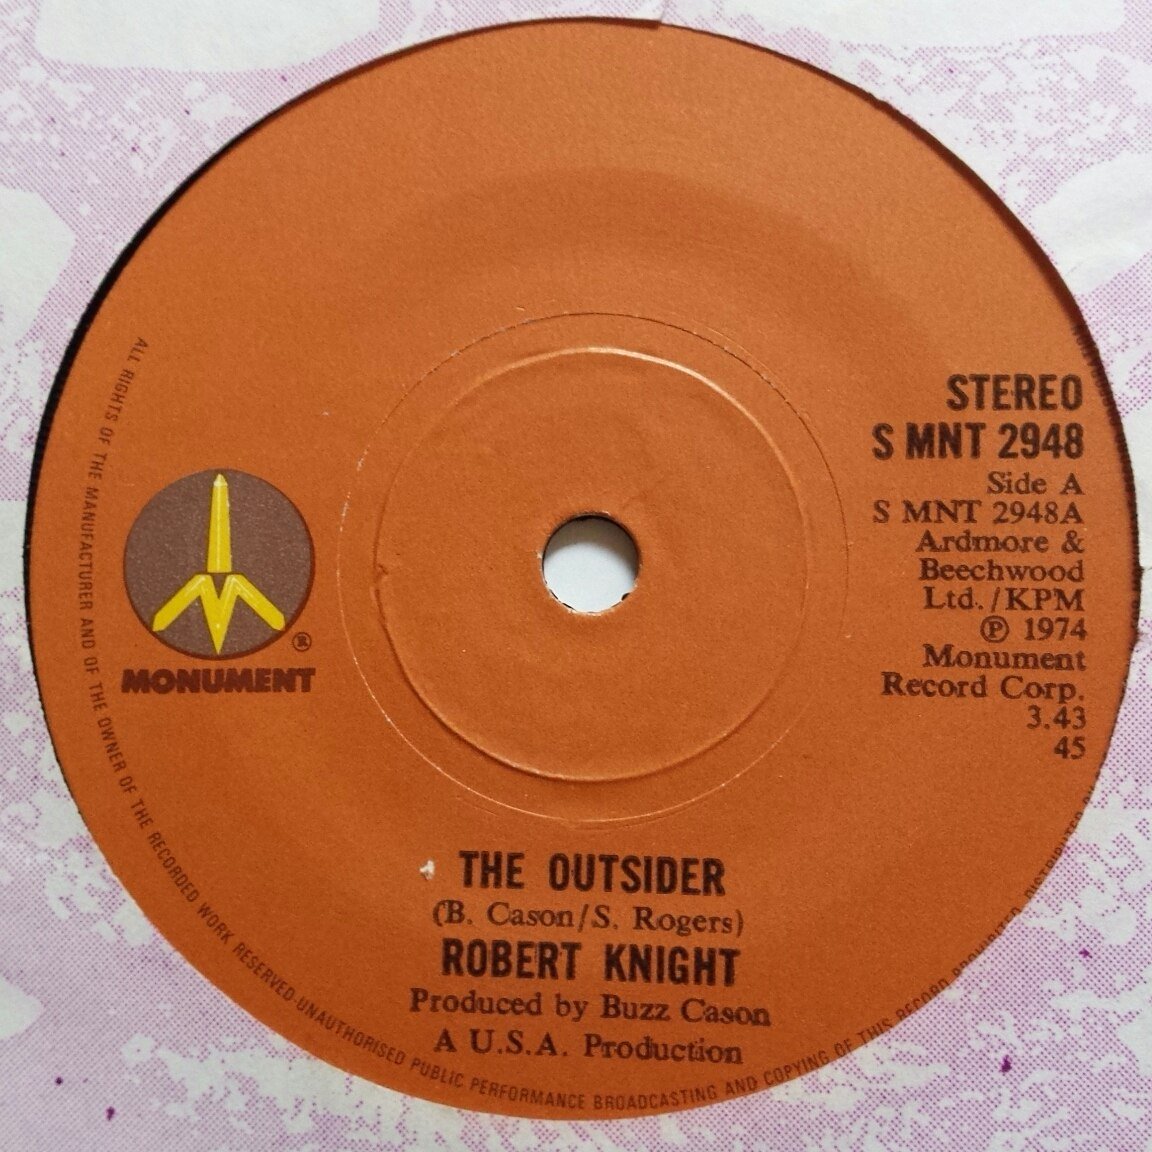 STEREO
S MNT 2948
Side A
S MNT 2948A
Ardmore &
Beechwood
Ltd./KPM
Ⓟ 1974
Monument
Record Corp.
3.43
45
®
MONUMENT
THE OUTSIDER
(B. Cason/S. Rogers)
ROBERT KNIGHT
Produced by Buzz Cason
A U.S.A. Production
ALL RIGHTS OF THE MANUFACTURER AND OF THE OWNER OF THE RECORDED WORK RESERVED-UNAUTHORISED PUBLIC PERFORMANCE BROADCASTING AND COPYING OF THIS RECORD PROHIBITED. DISTRIBUTED